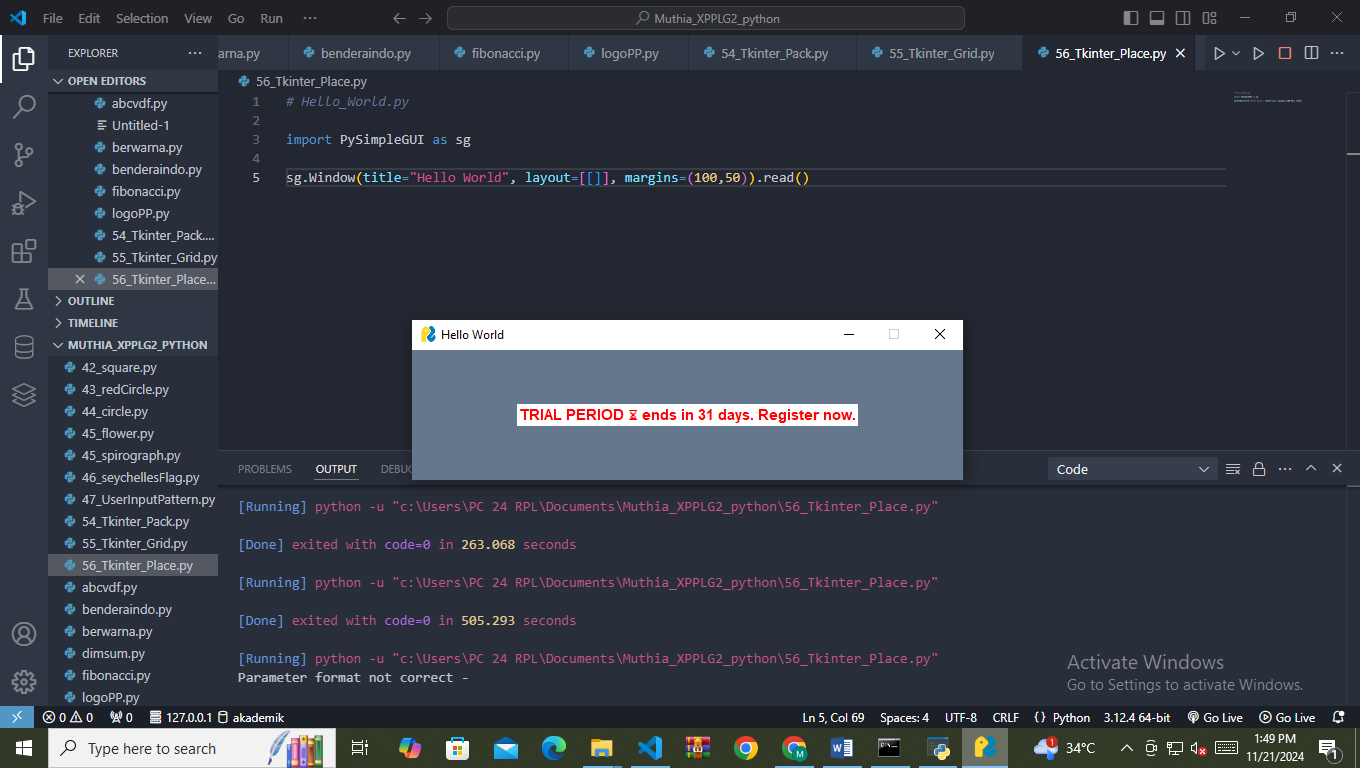 File Edit Selection View Go Run ··· Muthia_XPPLG2_python
EXPLORER ···
arna.py benderaindo.py fibonacci.py logoPP.py 54_Tkinter_Pack.py 55_Tkinter_Grid.py 56_Tkinter_Place.py
OPEN EDITORS
abcvdf.py
Untitled-1
berwarna.py
benderaindo.py
fibonacci.py
logoPP.py
54_Tkinter_Pack....
55_Tkinter_Grid.py
56_Tkinter_Place...
OUTLINE
TIMELINE
MUTHIA_XPPLG2_PYTHON
42_square.py
43_redCircle.py
44_circle.py
45_flower.py
45_spirograph.py
46_seychellesFlag.py
47_UserInputPattern.py
54_Tkinter_Pack.py
55_Tkinter_Grid.py
56_Tkinter_Place.py
abcvdf.py
benderaindo.py
berwarna.py
dimsum.py
fibonacci.py
logoPP.py
56_Tkinter_Place.py
1 # Hello_World.py
2
3 import PySimpleGUI as sg
4
5 sg.Window(title="Hello World", layout=[[]], margins=(100,50)).read()
Hello World
TRIAL PERIOD ⏳ ends in 31 days. Register now.
PROBLEMS OUTPUT DEBUG Code
[Running] python -u "c:\Users\PC 24 RPL\Documents\Muthia_XPPLG2_python\56_Tkinter_Place.py"
[Done] exited with code=0 in 263.068 seconds
[Running] python -u "c:\Users\PC 24 RPL\Documents\Muthia_XPPLG2_python\56_Tkinter_Place.py"
[Done] exited with code=0 in 505.293 seconds
[Running] python -u "c:\Users\PC 24 RPL\Documents\Muthia_XPPLG2_python\56_Tkinter_Place.py"
Parameter format not correct -
Activate Windows
Go to Settings to activate Windows.
0 0 0 127.0.0.1 akademik Ln 5, Col 69 Spaces: 4 UTF-8 CRLF {} Python 3.12.4 64-bit Go Live Go Live
Type here to search 1 M 34°C 1:49 PM 1
11/21/2024